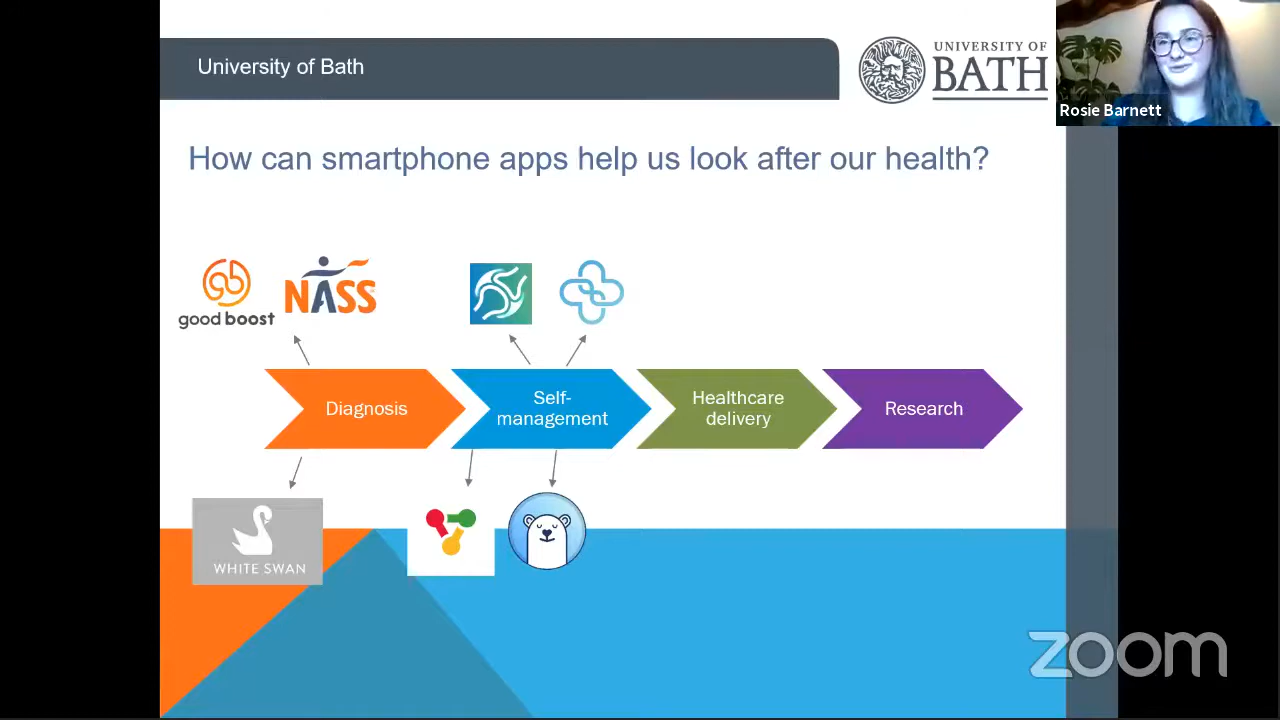 University of Bath
UNIVERSITY OF
BATH
Rosie Barnett
How can smartphone apps help us look after our health?
good boost
NASS
Diagnosis
Self-
management
Healthcare
delivery
Research
WHITE SWAN
zoom